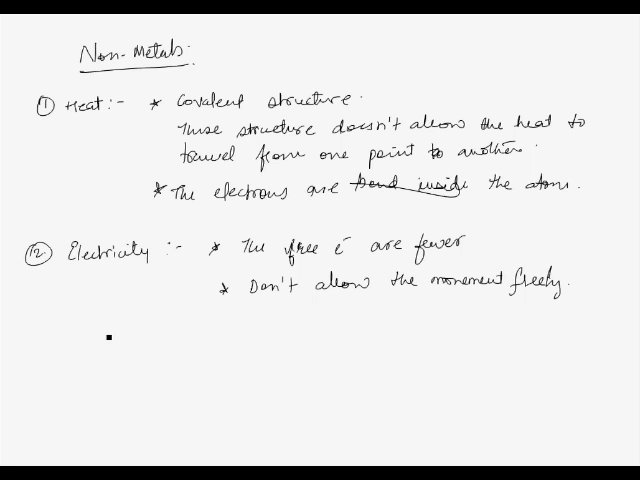 Non-Metals:
① Heat:- * Covalent structure.
These structure doesn't allow the heat to
travel from one point to another.
* The electrons are bond inside the atom.
⑫ Electricity :- * The free e⁻ are fewer
* Don't allow the movement freely.